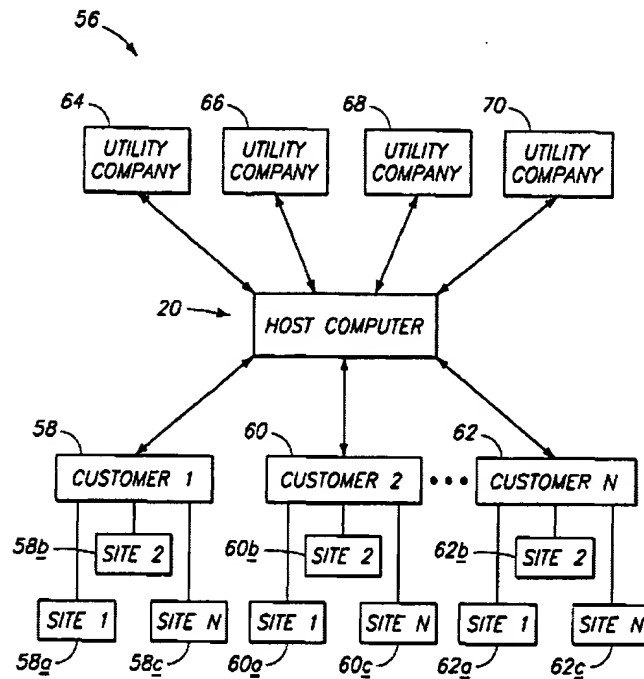 56
64 66 68 70
UTILITY COMPANY UTILITY COMPANY UTILITY COMPANY UTILITY COMPANY
20
HOST COMPUTER
58 60 62
CUSTOMER 1 CUSTOMER 2 ••• CUSTOMER N
58b SITE 2 60b SITE 2 62b SITE 2
SITE 1 SITE N SITE 1 SITE N SITE 1 SITE N
58a 58c 60a 60c 62a 62c